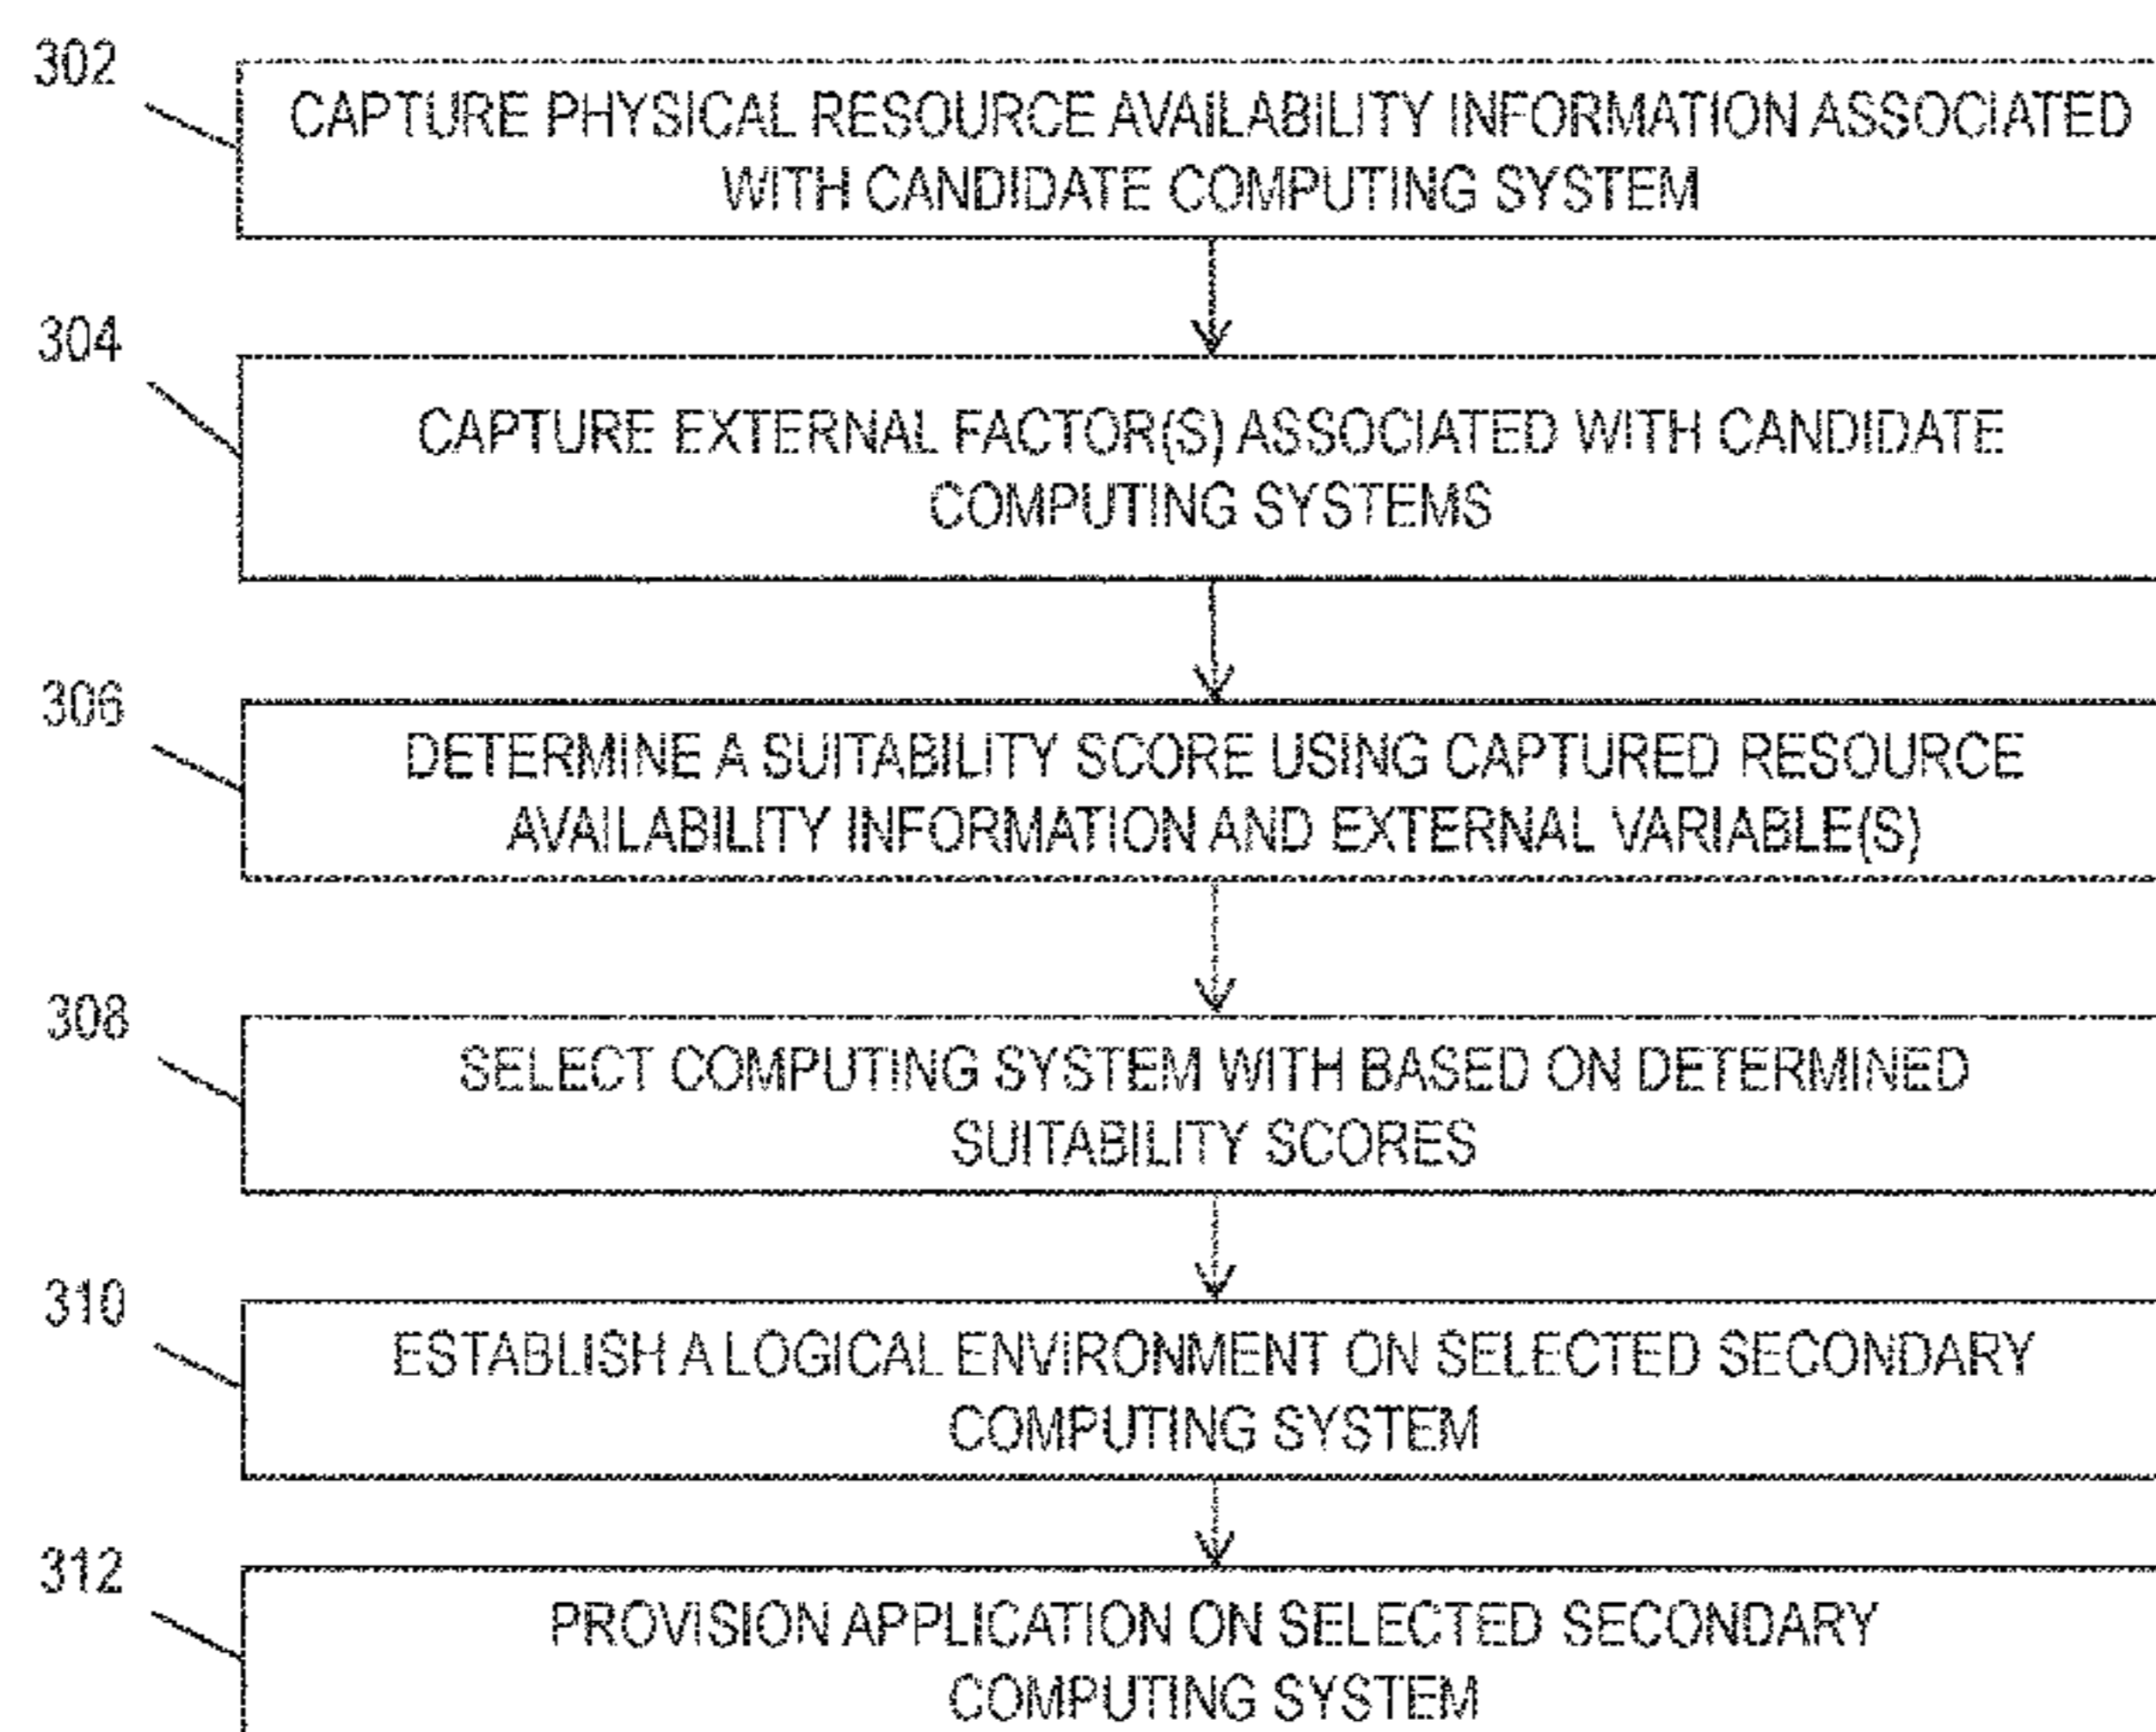 302
CAPTURE PHYSICAL RESOURCE AVAILABILITY INFORMATION ASSOCIATED
WITH CANDIDATE COMPUTING SYSTEM
304
CAPTURE EXTERNAL FACTOR(S) ASSOCIATED WITH CANDIDATE
COMPUTING SYSTEMS
306
DETERMINE A SUITABILITY SCORE USING CAPTURED RESOURCE
AVAILABILITY INFORMATION AND EXTERNAL VARIABLE(S)
308
SELECT COMPUTING SYSTEM WITH BASED ON DETERMINED
SUITABILITY SCORES
310
ESTABLISH A LOGICAL ENVIRONMENT ON SELECTED SECONDARY
COMPUTING SYSTEM
312
PROVISION APPLICATION ON SELECTED SECONDARY
COMPUTING SYSTEM